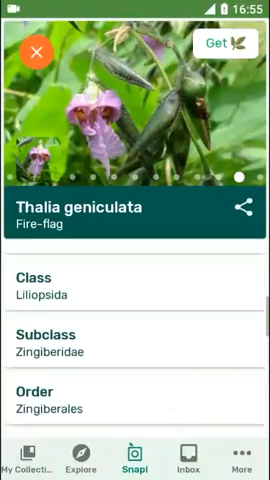 16:55
Get
Thalia geniculata
Fire-flag
Class
Liliopsida
Subclass
Zingiberidae
Order
Zingiberales
My Collecti...
Explore
Snap!
Inbox
More